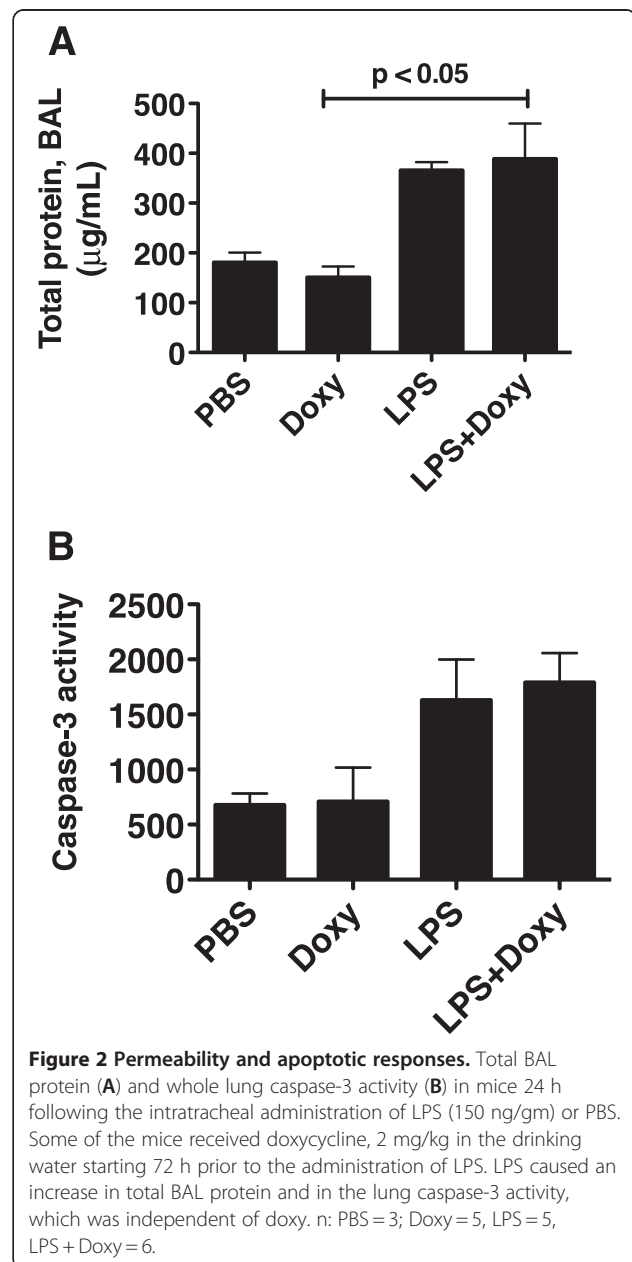 A
p < 0.05
Total protein, BAL
(µg/mL)
500
400
300
200
100
0
PBS
Doxy
LPS
LPS+Doxy
B
Caspase-3 activity
2500
2000
1500
1000
500
0
PBS
Doxy
LPS
LPS+Doxy
Figure 2 Permeability and apoptotic responses. Total BAL
protein (A) and whole lung caspase-3 activity (B) in mice 24 h
following the intratracheal administration of LPS (150 ng/gm) or PBS.
Some of the mice received doxycycline, 2 mg/kg in the drinking
water starting 72 h prior to the administration of LPS. LPS caused an
increase in total BAL protein and in the lung caspase-3 activity,
which was independent of doxy. n: PBS = 3; Doxy = 5, LPS = 5,
LPS + Doxy = 6.